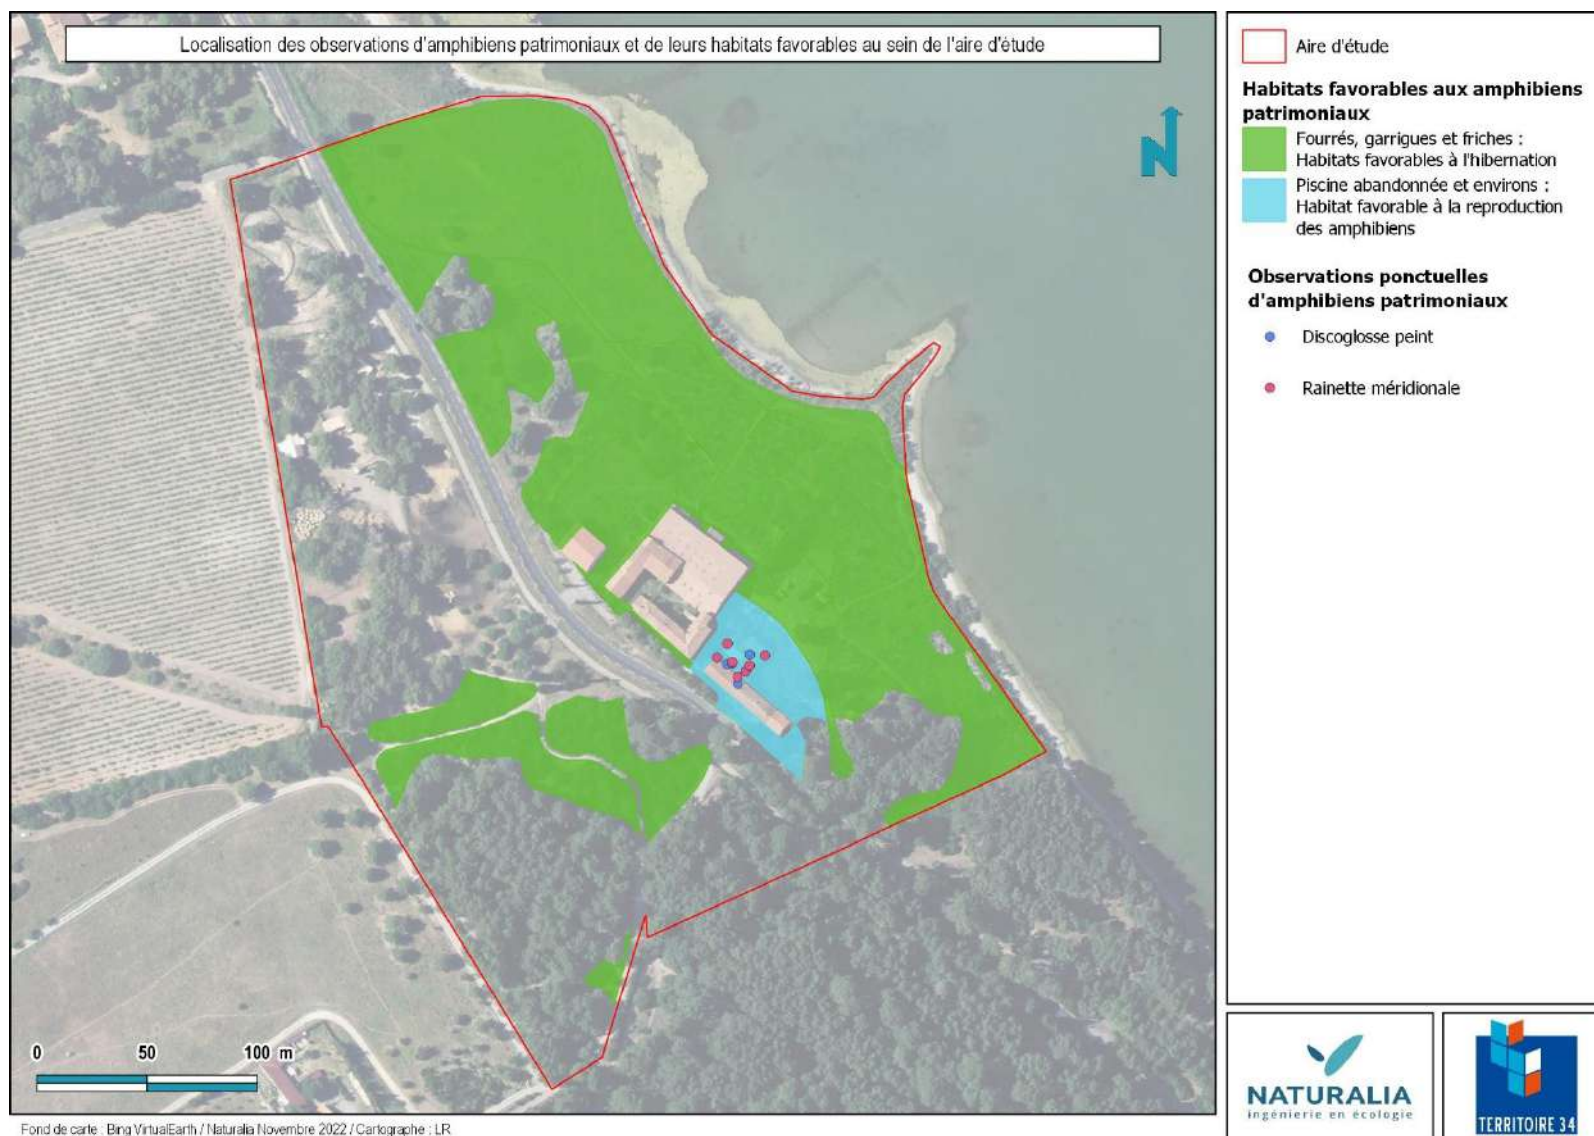 Localisation des observations d'amphibiens patrimoniaux et de leurs habitats favorables au sein de l'aire d'étude
N
0 50 100 m
Fond de carte : Bing VirtualEarth / Naturalia Novembre 2022 / Cartographe : LR
Aire d'étude
Habitats favorables aux amphibiens
patrimoniaux
Fourrés, garrigues et friches :
Habitats favorables à l'hibernation
Piscine abandonnée et environs :
Habitat favorable à la reproduction
des amphibiens
Observations ponctuelles
d'amphibiens patrimoniaux
Discoglosse peint
Rainette méridionale
NATURALIA
ingénierie en écologie
TERRITOIRE 34